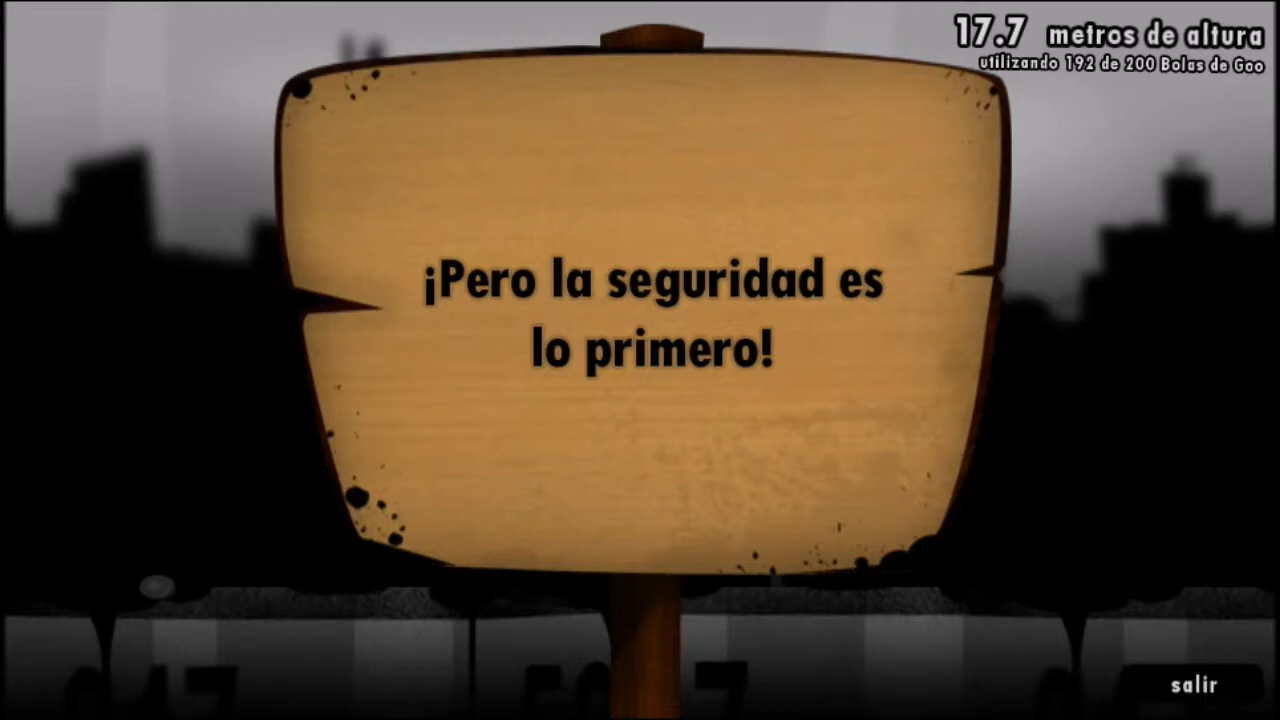 17.7 metros de altura
utilizando 192 de 200 Bolas de Goo
¡Pero la seguridad es
lo primero!
salir